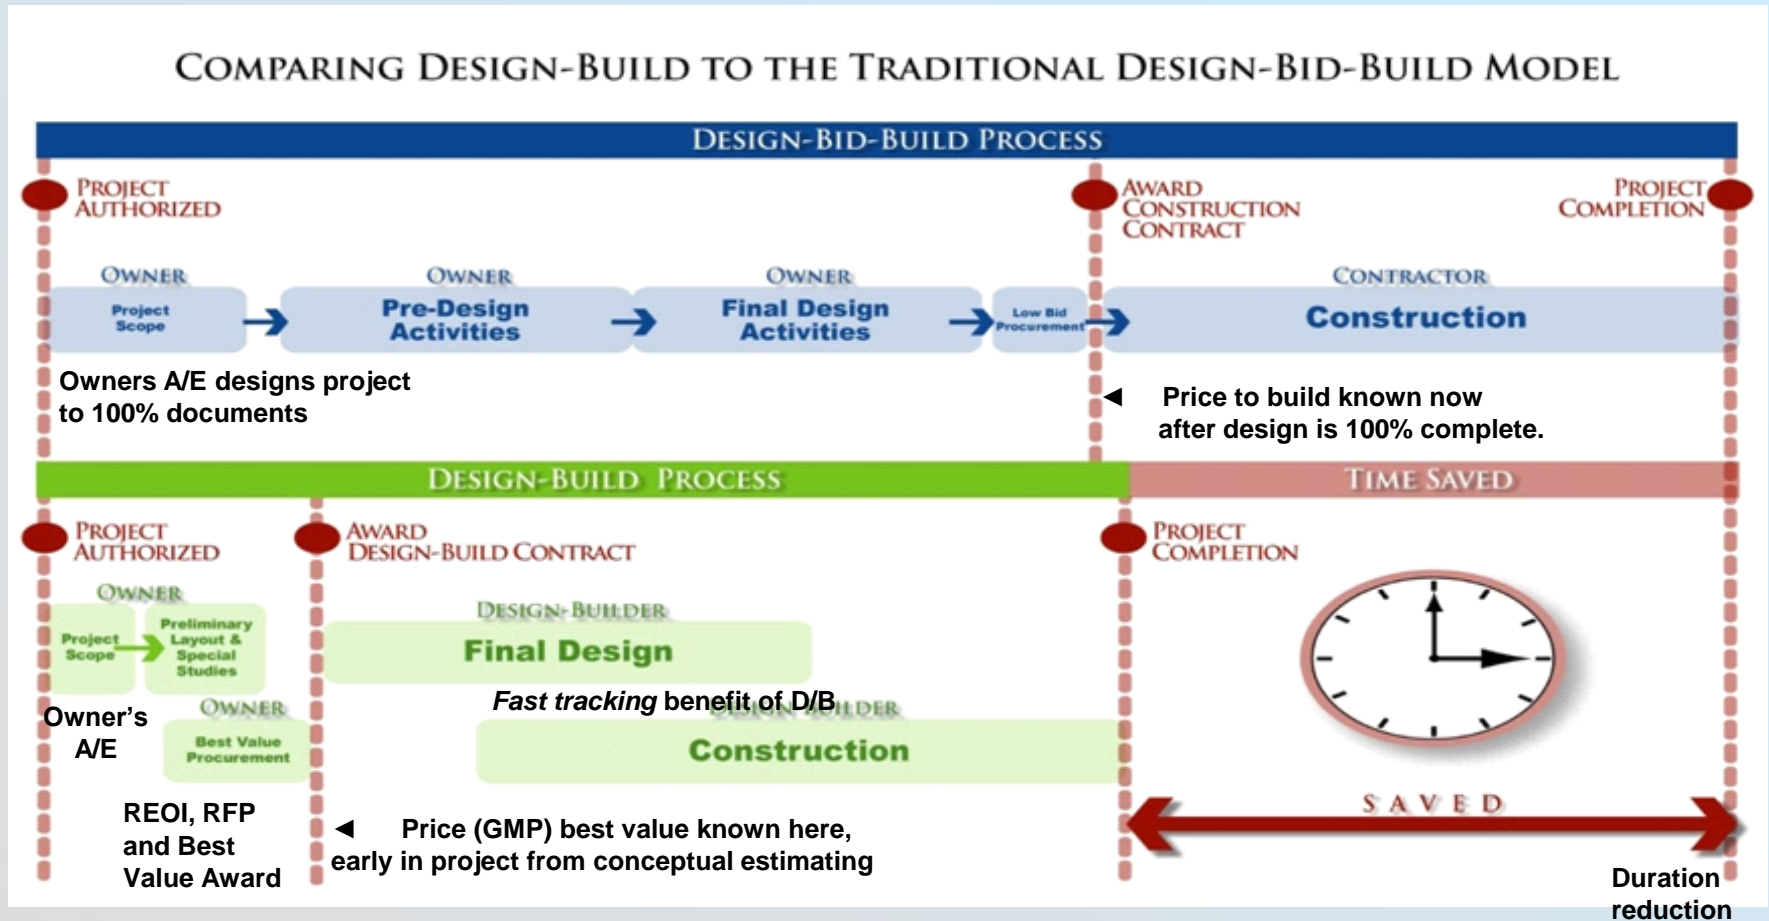 Comparing Design-Build to the Traditional Design-Bid-Build Model
Design-Bid-Build Process
Project
Authorized
Award
Construction
Contract
Project
Completion
Owner
Project
Scope
Owner
Pre-Design
Activities
Owner
Final Design
Activities
Low Bid
Procurement
Contractor
Construction
Owners A/E designs project
to 100% documents
◄ Price to build known now
after design is 100% complete.
Design-Build Process
Time Saved
Project
Authorized
Award
Design-Build Contract
Project
Completion
Owner
Project
Scope
Preliminary
Layout &
Special
Studies
Design-Builder
Final Design
Fast tracking benefit of D/B
Owner's
A/E
Owner
Best Value
Procurement
Design-Builder
Construction
REOI, RFP
and Best
Value Award
◄ Price (GMP) best value known here,
early in project from conceptual estimating
SAVED
Duration
reduction